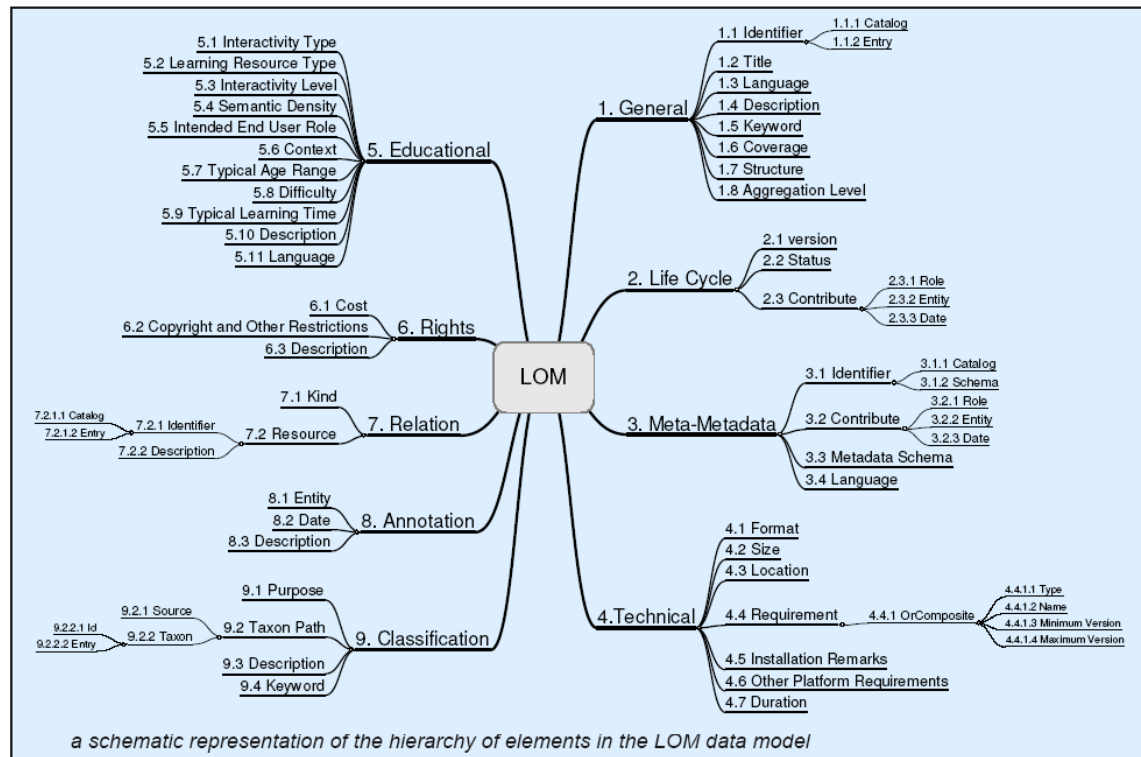 LOM
1. General
1.1 Identifier
1.1.1 Catalog
1.1.2 Entry
1.2 Title
1.3 Language
1.4 Description
1.5 Keyword
1.6 Coverage
1.7 Structure
1.8 Aggregation Level
2. Life Cycle
2.1 version
2.2 Status
2.3 Contribute
2.3.1 Role
2.3.2 Entity
2.3.3 Date
3. Meta-Metadata
3.1 Identifier
3.1.1 Catalog
3.1.2 Schema
3.2 Contribute
3.2.1 Role
3.2.2 Entity
3.2.3 Date
3.3 Metadata Schema
3.4 Language
4.Technical
4.1 Format
4.2 Size
4.3 Location
4.4 Requirement
4.4.1 OrComposite
4.4.1.1 Type
4.4.1.2 Name
4.4.1.3 Minimum Version
4.4.1.4 Maximum Version
4.5 Installation Remarks
4.6 Other Platform Requirements
4.7 Duration
5. Educational
5.1 Interactivity Type
5.2 Learning Resource Type
5.3 Interactivity Level
5.4 Semantic Density
5.5 Intended End User Role
5.6 Context
5.7 Typical Age Range
5.8 Difficulty
5.9 Typical Learning Time
5.10 Description
5.11 Language
6. Rights
6.1 Cost
6.2 Copyright and Other Restrictions
6.3 Description
7. Relation
7.1 Kind
7.2 Resource
7.2.1 Identifier
7.2.1.1 Catalog
7.2.1.2 Entry
7.2.2 Description
8. Annotation
8.1 Entity
8.2 Date
8.3 Description
9. Classification
9.1 Purpose
9.2 Taxon Path
9.2.1 Source
9.2.2 Taxon
9.2.2.1 Id
9.2.2.2 Entry
9.3 Description
9.4 Keyword
a schematic representation of the hierarchy of elements in the LOM data model